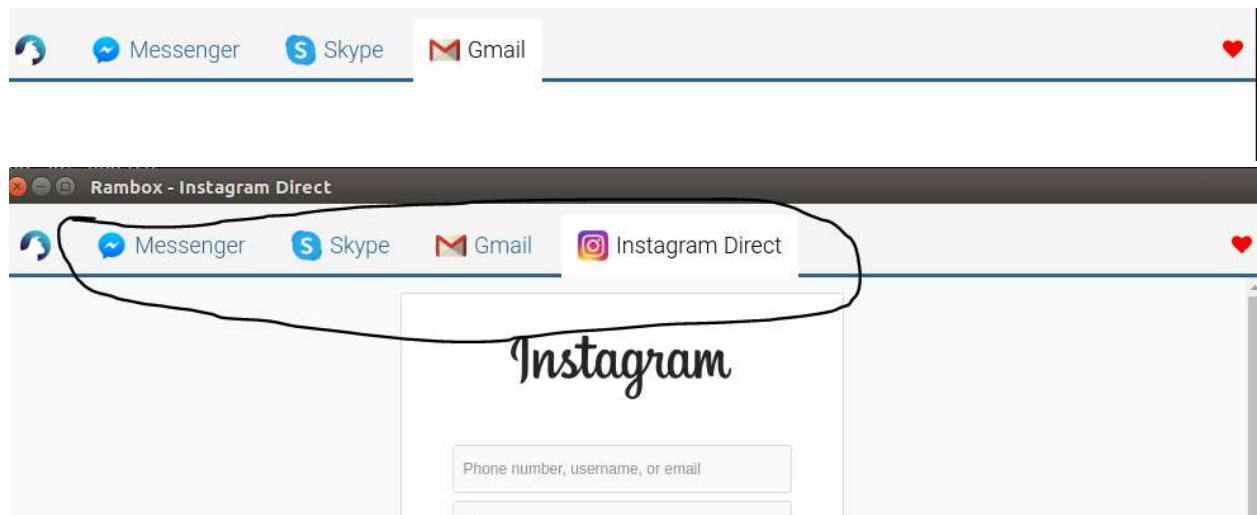 Messenger Skype Gmail
Rambox - Instagram Direct
Messenger Skype Gmail Instagram Direct
Instagram
Phone number, username, or email